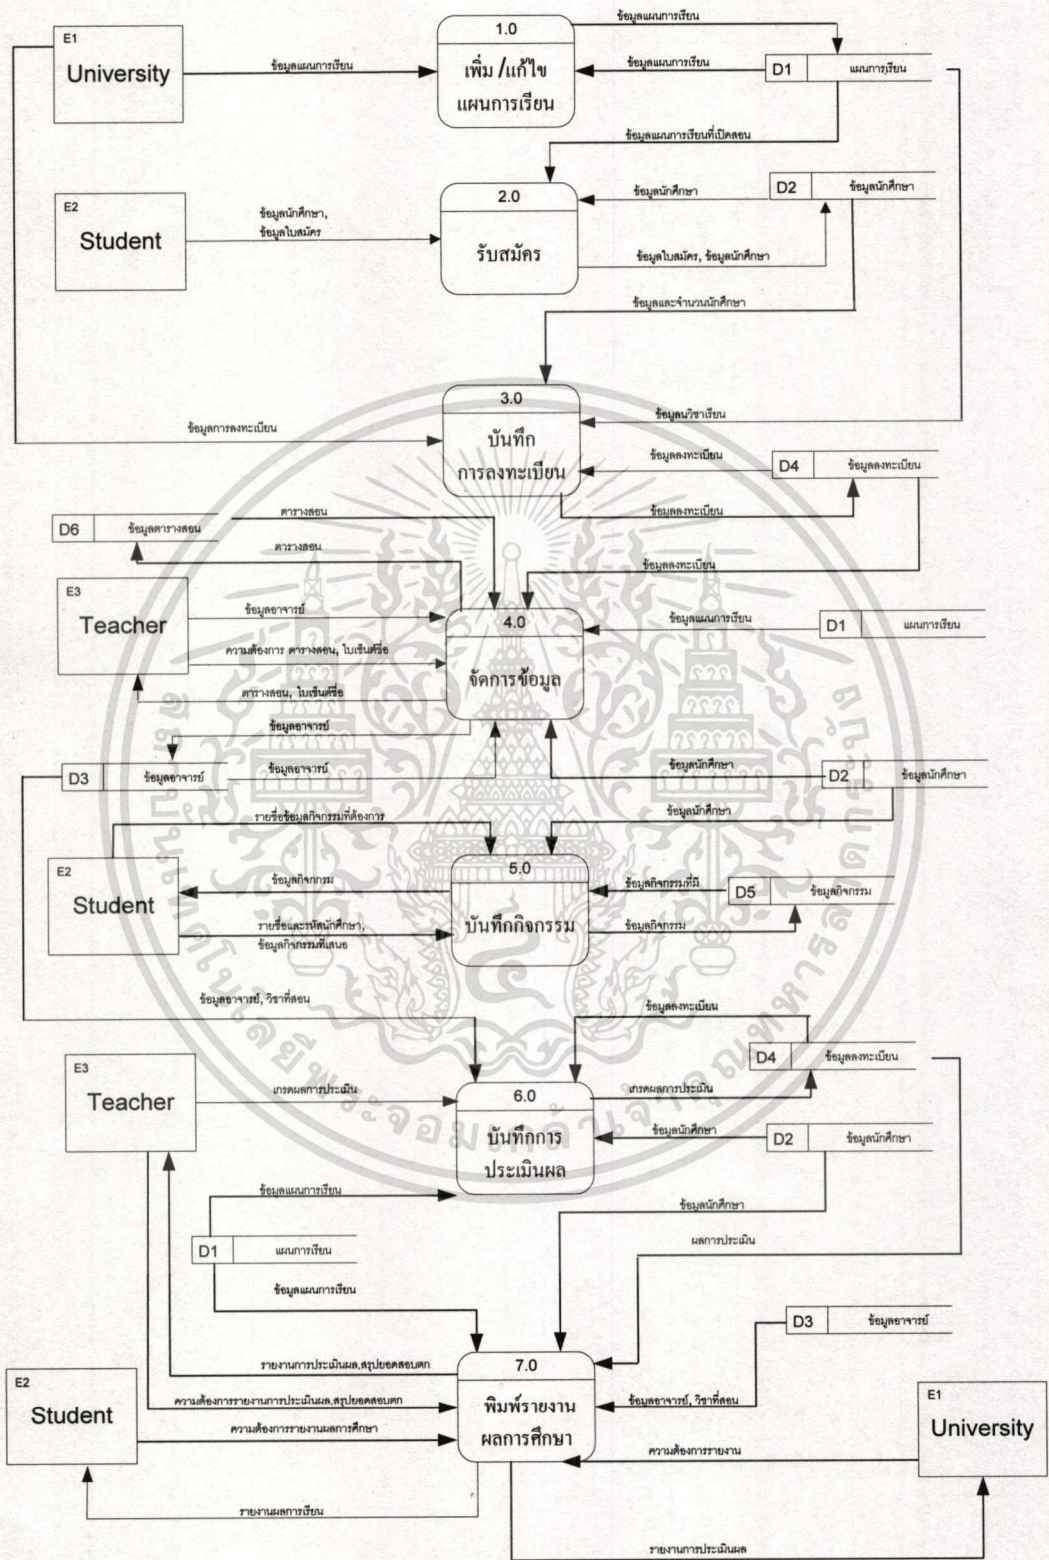 ข้อมูลแผนการเรียน
E1
University
ข้อมูลแผนการเรียน
1.0
เพิ่ม /แก้ไข
แผนการเรียน
ข้อมูลแผนการเรียน
D1 แผนการเรียน
ข้อมูลแผนการเรียนที่เปิดสอน
E2
Student
ข้อมูลนักศึกษา,
ข้อมูลใบสมัคร
2.0
รับสมัคร
ข้อมูลนักศึกษา
D2 ข้อมูลนักศึกษา
ข้อมูลใบสมัคร, ข้อมูลนักศึกษา
ข้อมูลและจำนวนนักศึกษา
3.0
บันทึก
การลงทะเบียน
ข้อมูลการลงทะเบียน
ข้อมูลนวิชาเรียน
ข้อมูลลงทะเบียน
D4 ข้อมูลลงทะเบียน
ข้อมูลลงทะเบียน
D6 ข้อมูลตารางสอน
ตารางสอน
ตารางสอน
ข้อมูลลงทะเบียน
E3
Teacher
ข้อมูลอาจารย์
ความต้องการ ตารางสอน, ใบเซ็นต์ชื่อ
ตารางสอน, ใบเซ็นต์ชื่อ
4.0
จัดการข้อมูล
ข้อมูลแผนการเรียน
D1 แผนการเรียน
ข้อมูลอาจารย์
D3 ข้อมูลอาจารย์
ข้อมูลอาจารย์
ข้อมูลนักศึกษา
D2 ข้อมูลนักศึกษา
รายชื่อข้อมูลกิจกรรมที่ต้องการ
ข้อมูลนักศึกษา
E2
Student
ข้อมูลกิจกกรม
รายชื่อและรหัสนักศึกษา,
ข้อมูลกิจกรรมที่เสนอ
5.0
บันทึกกิจกรรม
ข้อมูลกิจกรรมที่มี
D5 ข้อมูลกิจกรรม
ข้อมูลกิจกรรม
ข้อมูลอาจารย์, วิชาที่สอน
ข้อมูลลงทะเบียน
D4 ข้อมูลลงทะเบียน
E3
Teacher
เกรดผลการประเมิน
6.0
บันทึกการ
ประเมินผล
เกรดผลการประเมิน
ข้อมูลนักศึกษา
D2 ข้อมูลนักศึกษา
ข้อมูลแผนการเรียน
ข้อมูลนักศึกษา
ผลการประเมิน
D1 แผนการเรียน
ข้อมูลแผนการเรียน
D3 ข้อมูลอาจารย์
รายงานการประเมินผล,สรุปยอดสอบตก
ความต้องการรายงานการประเมินผล,สรุปยอดสอบตก
E2
Student
ความต้องการรายงานผลการศึกษา
7.0
พิมพ์รายงาน
ผลการศึกษา
ข้อมูลอาจารย์, วิชาที่สอน
ความต้องการรายงาน
E1
University
รายงานผลการเรียน
รายงานการประเมินผล
สถาบันเทคโนโลยีพระจอมเกล้าเจ้าคุณทหารลาดกระบัง